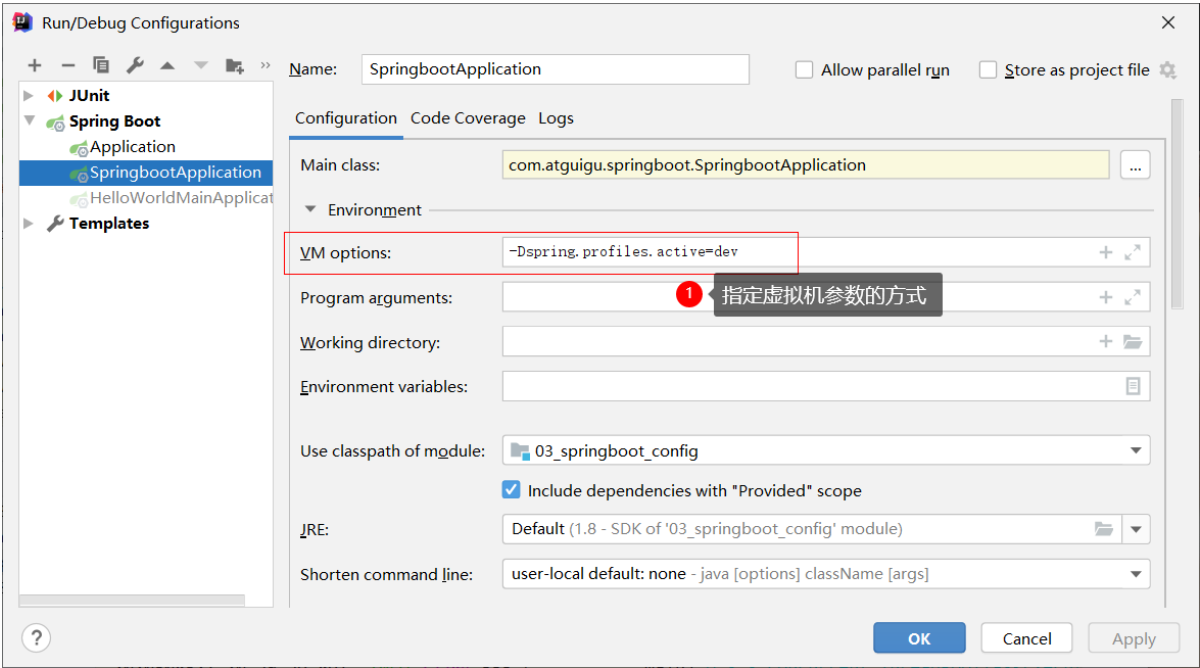 Run/Debug Configurations
Name: SpringbootApplication Allow parallel run Store as project file
JUnit
Spring Boot
Application
SpringbootApplication
HelloWorldMainApplicat
Templates
Configuration Code Coverage Logs
Main class: com.atguigu.springboot.SpringbootApplication ...
Environment
VM options: -Dspring.profiles.active=dev
Program arguments: 1 指定虚拟机参数的方式
Working directory:
Environment variables:
Use classpath of module: 03_springboot_config
Include dependencies with "Provided" scope
JRE: Default (1.8 - SDK of '03_springboot_config' module)
Shorten command line: user-local default: none - java [options] className [args]
? OK Cancel Apply